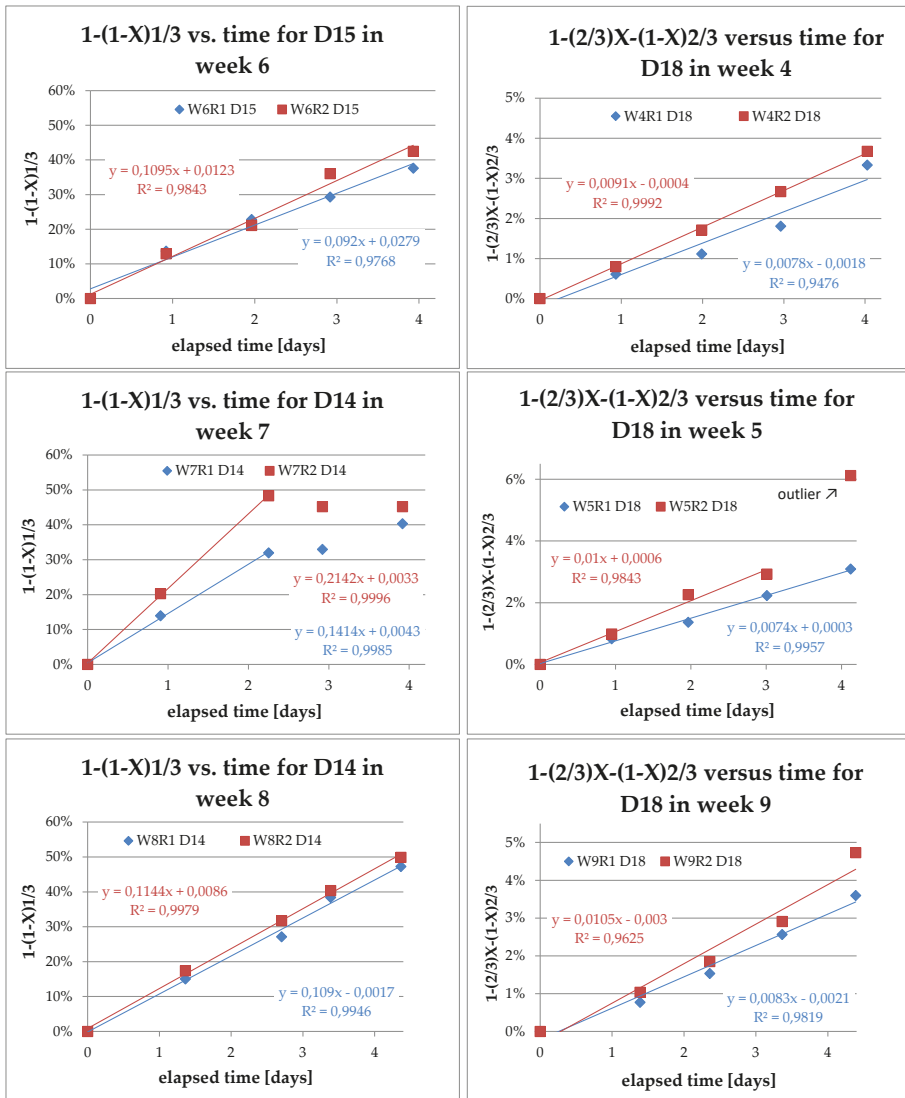 1-(1-X)1/3 vs. time for D15 in
week 6
60%
50%
40%
30%
20%
10%
0%
1-(1-X)1/3
W6R1 D15
W6R2 D15
y = 0,1095x + 0,0123
R² = 0,9843
y = 0,092x + 0,0279
R² = 0,9768
0 1 2 3 4
elapsed time [days]
1-(2/3)X-(1-X)2/3 versus time for
D18 in week 4
5%
4%
3%
2%
1%
0%
1-(2/3)X-(1-X)2/3
W4R1 D18
W4R2 D18
y = 0,0091x - 0,0004
R² = 0,9992
y = 0,0078x - 0,0018
R² = 0,9476
0 1 2 3 4
elapsed time [days]
1-(1-X)1/3 vs. time for D14 in
week 7
60%
50%
40%
30%
20%
10%
0%
1-(1-X)1/3
W7R1 D14
W7R2 D14
y = 0,2142x + 0,0033
R² = 0,9996
y = 0,1414x + 0,0043
R² = 0,9985
0 1 2 3 4
elapsed time [days]
1-(2/3)X-(1-X)2/3 versus time for
D18 in week 5
6%
4%
2%
0%
1-(2/3)X-(1-X)2/3
outlier ↗
W5R1 D18
W5R2 D18
y = 0,01x + 0,0006
R² = 0,9843
y = 0,0074x + 0,0003
R² = 0,9957
0 1 2 3 4
elapsed time [days]
1-(1-X)1/3 vs. time for D14 in
week 8
60%
50%
40%
30%
20%
10%
0%
1-(1-X)1/3
W8R1 D14
W8R2 D14
y = 0,1144x + 0,0086
R² = 0,9979
y = 0,109x - 0,0017
R² = 0,9946
0 1 2 3 4
elapsed time [days]
1-(2/3)X-(1-X)2/3 versus time for
D18 in week 9
5%
4%
3%
2%
1%
0%
1-(2/3)X-(1-X)2/3
W9R1 D18
W9R2 D18
y = 0,0105x - 0,003
R² = 0,9625
y = 0,0083x - 0,0021
R² = 0,9819
0 1 2 3 4
elapsed time [days]